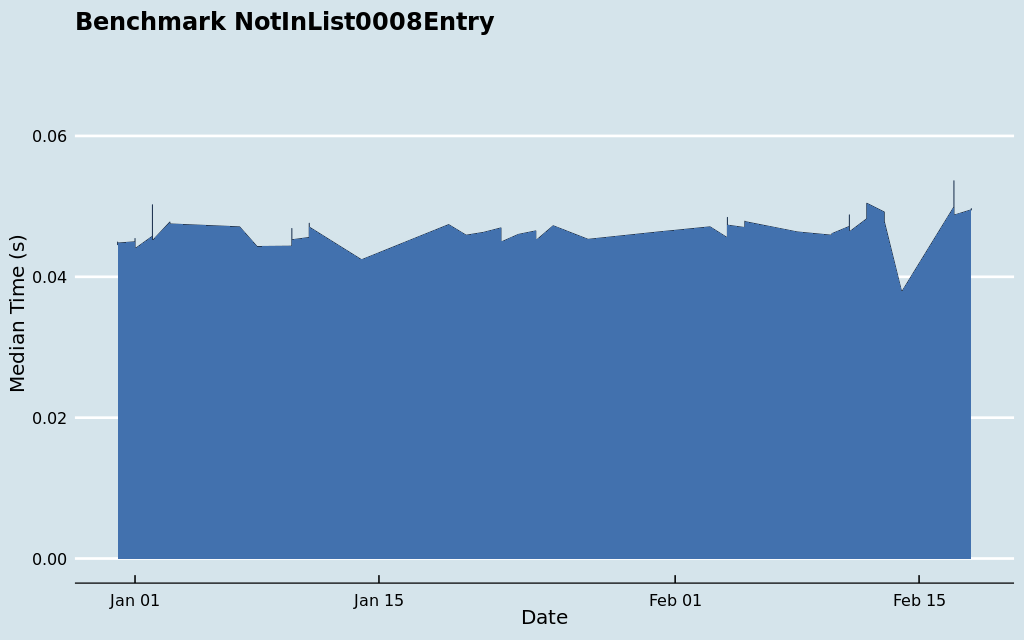 Benchmark NotInList0008Entry
0.06
0.04
0.02
0.00
Median Time (s)
Jan 01
Jan 15
Feb 01
Feb 15
Date